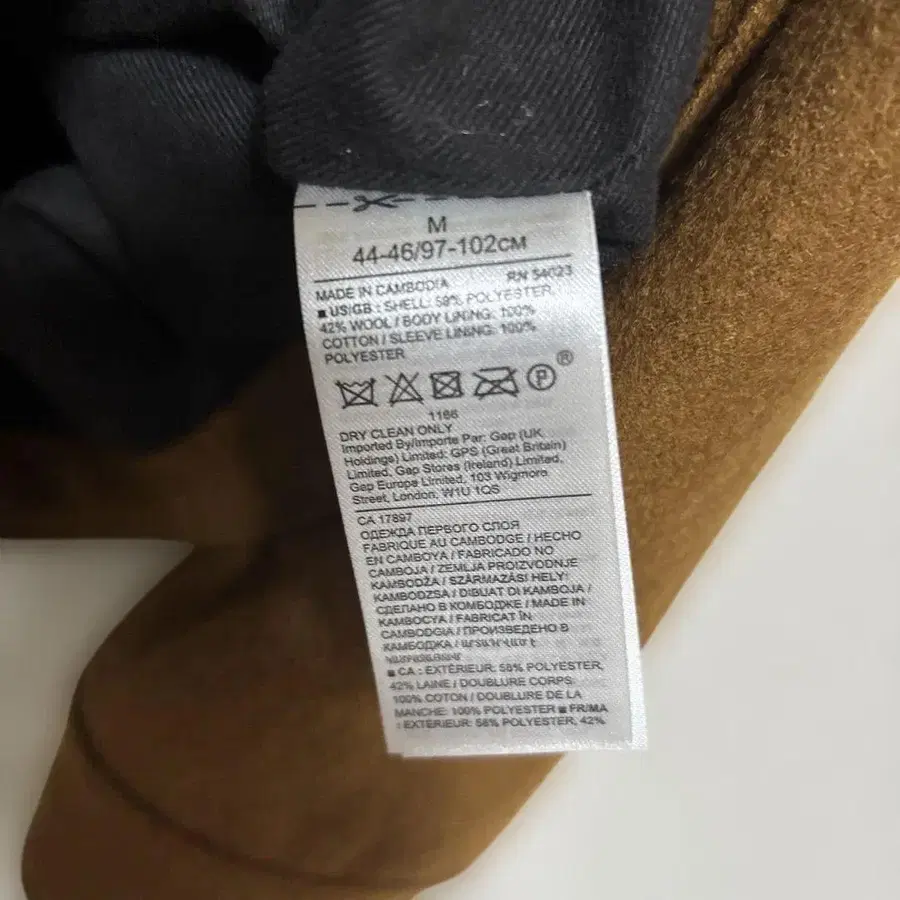 M
44-46/97-102CM
RN 54023
MADE IN CAMBODIA
■ US/GB : SHELL: 58% POLYESTER,
42% WOOL / BODY LINING: 100%
COTTON / SLEEVE LINING: 100%
POLYESTER
P ®
1166
DRY CLEAN ONLY
Imported By/Importe Par: Gap (UK
Holdings) Limited: GPS (Great Britain)
Limited, Gap Stores (Ireland) Limited,
Gap Europe Limited, 103 Wigmore
Street, London, W1U 1QS
CA 17897
ОДЕЖДА ПЕРВОГО СЛОЯ
FABRIQUE AU CAMBODGE / HECHO
EN CAMBOYA / FABRICADO NO
CAMBOJA / ZEMLJA PROIZVODNJE
KAMBODŽA / SZÁRMAZÁSI HELY:
KAMBODZSA / DIBUAT DI KAMBOJA /
СДЕЛАНО В КОМБОДЖЕ / MADE IN
KAMBOCYA / FABRICAT ÎN
CAMBODGIA / ПРОИЗВЕДЕНО В
КАМБОДЖА /
■ CA : EXTÉRIEUR: 58% POLYESTER,
42% LAINE / DOUBLURE CORPS:
100% COTON / DOUBLURE DE LA
MANCHE: 100% POLYESTER ■ FR/MA
: EXTERIEUR: 58% POLYESTER, 42%